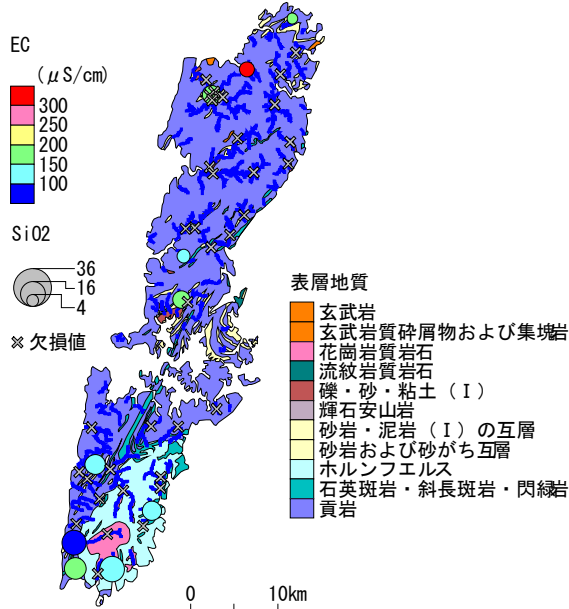 EC
(μS/cm)
300
250
200
150
100
SiO2
36
16
4
欠損値
表層地質
玄武岩
玄武岩質砕屑物および集塊岩
花崗岩質岩石
流紋岩質岩石
礫・砂・粘土（Ⅰ）
輝石安山岩
砂岩・泥岩（Ⅰ）の互層
砂岩および砂がち互層
ホルンフエルス
石英斑岩・斜長斑岩・閃緑岩
頁岩
0 10km